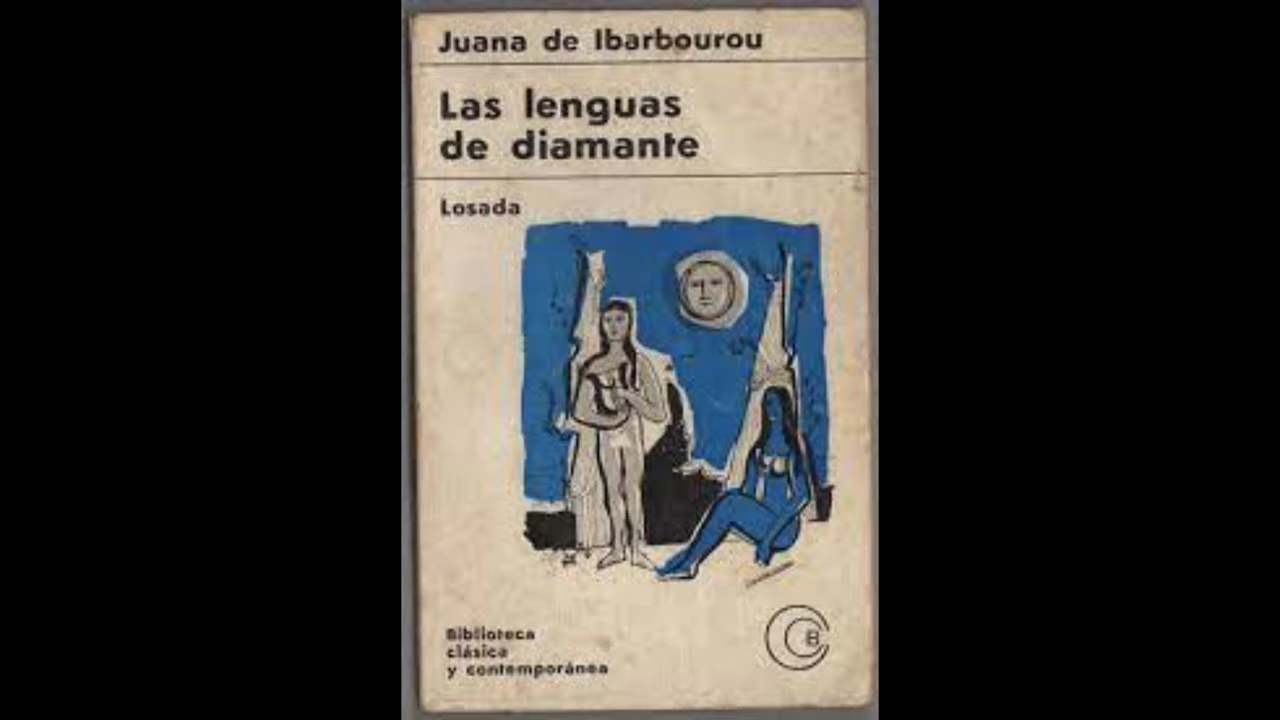 Juana de Ibarbourou
Las lenguas
de diamante
Losada
Biblioteca
clásica
y contemporánea
B